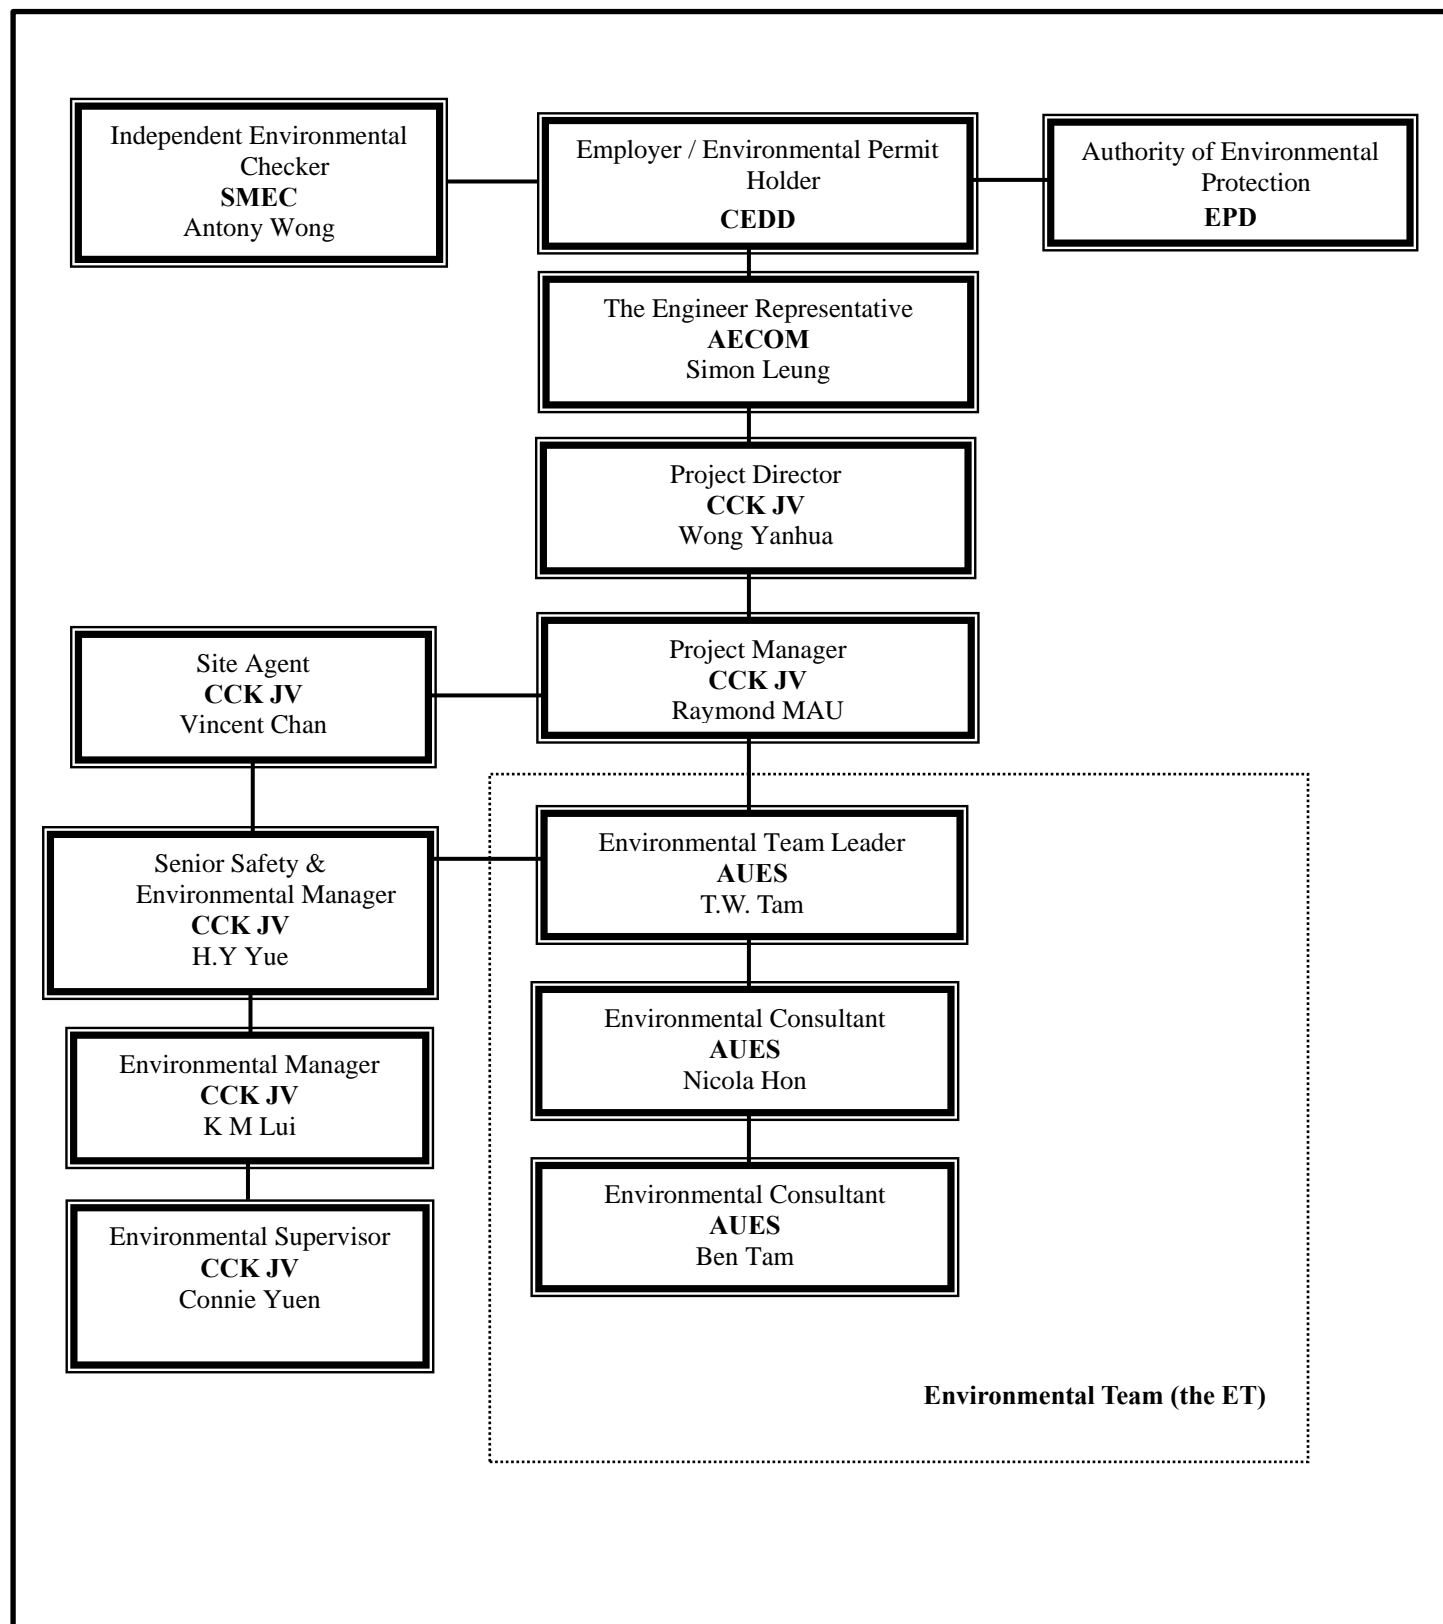 Independent Environmental
Checker
SMEC
Antony Wong
Employer / Environmental Permit
Holder
CEDD
Authority of Environmental
Protection
EPD
The Engineer Representative
AECOM
Simon Leung
Project Director
CCK JV
Wong Yanhua
Site Agent
CCK JV
Vincent Chan
Project Manager
CCK JV
Raymond MAU
Senior Safety &
Environmental Manager
CCK JV
H.Y Yue
Environmental Team Leader
AUES
T.W. Tam
Environmental Manager
CCK JV
K M Lui
Environmental Consultant
AUES
Nicola Hon
Environmental Supervisor
CCK JV
Connie Yuen
Environmental Consultant
AUES
Ben Tam
Environmental Team (the ET)